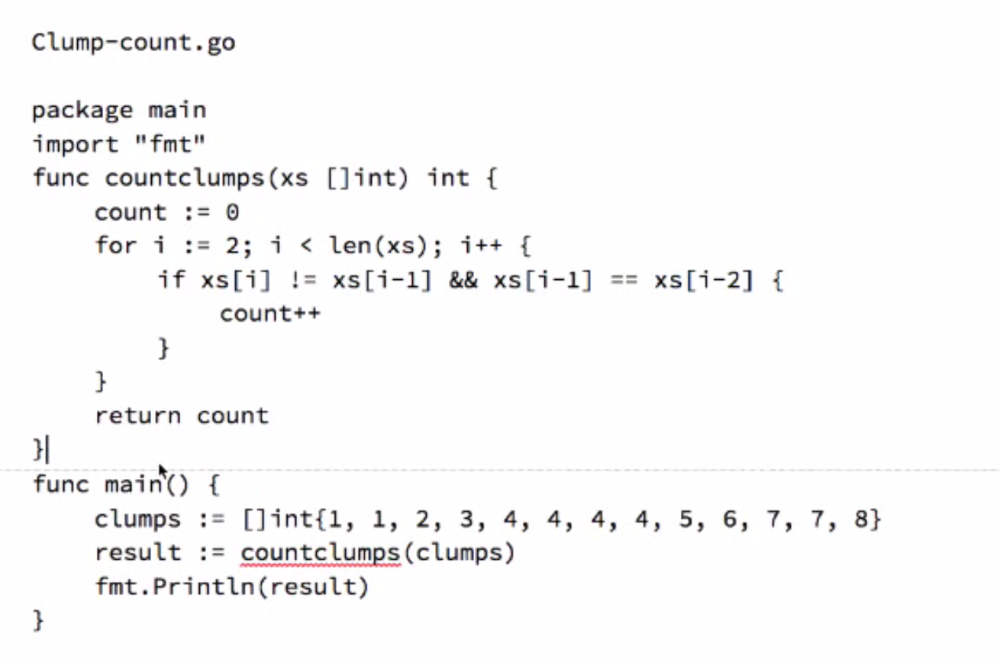 Clump-count.go
package main
import "fmt"
func countclumps(xs []int) int {
count := 0
for i := 2; i < len(xs); i++ {
if xs[i] != xs[i-1] && xs[i-1] == xs[i-2] {
count++
}
}
return count
}
func main() {
clumps := []int{1, 1, 2, 3, 4, 4, 4, 4, 5, 6, 7, 7, 8}
result := countclumps(clumps)
fmt.Println(result)
}